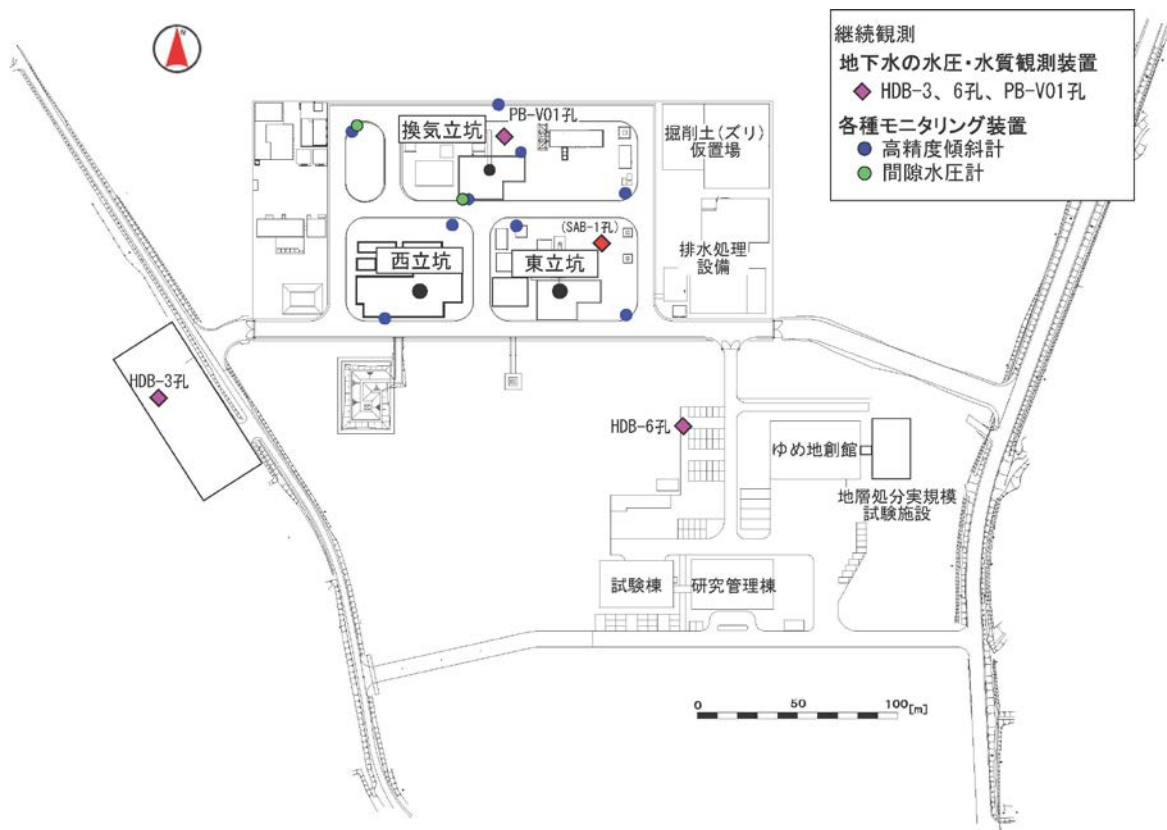 N
継続観測
地下水の水圧・水質観測装置
HDB-3、6孔、PB-V01孔
各種モニタリング装置
高精度傾斜計
間隙水圧計
PB-V01孔
換気立坑
掘削土(ズリ)
仮置場
(SAB-1孔)
西立坑
東立坑
排水処理
設備
HDB-3孔
HDB-6孔
ゆめ地創館
地層処分実規模
試験施設
試験棟
研究管理棟
0 50 100[m]